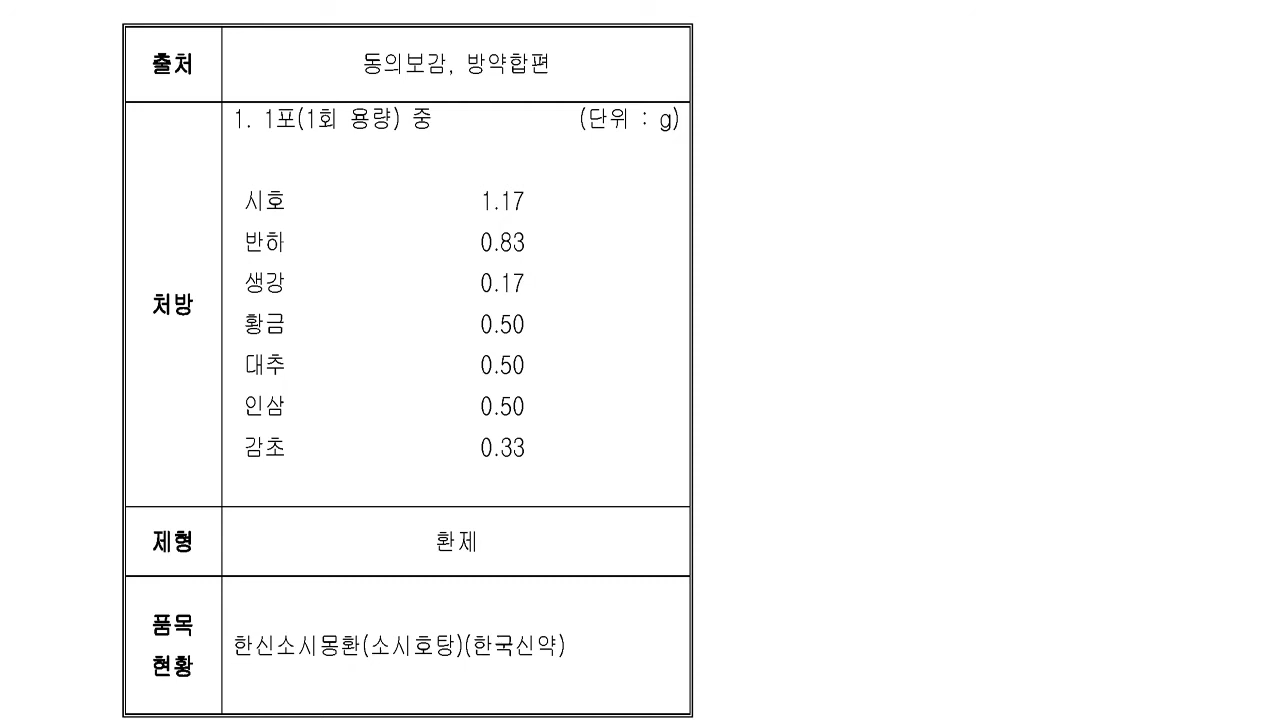 출처 동의보감, 방약합편
처방
1. 1포(1회 용량) 중 (단위 : g)
시호 1.17
반하 0.83
생강 0.17
황금 0.50
대추 0.50
인삼 0.50
감초 0.33
제형 환제
품목
현황
한신소시몽환(소시호탕)(한국신약)